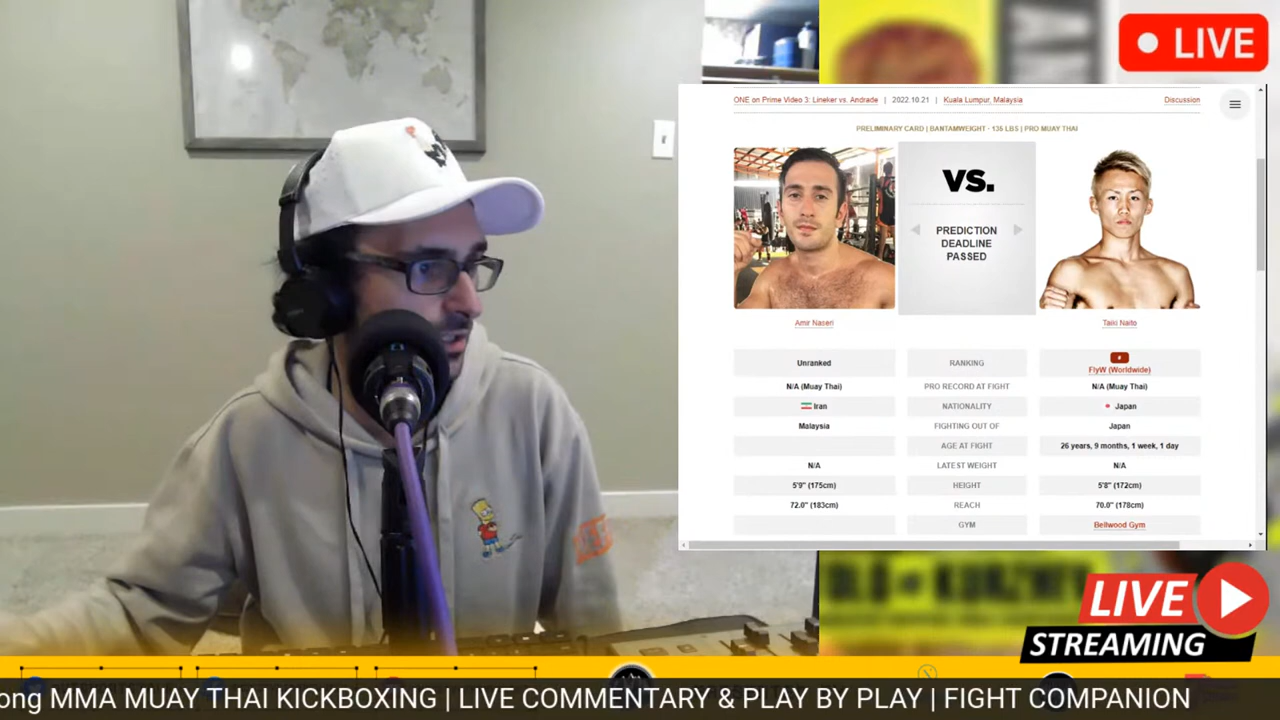 LIVE
ONE on Prime Video 3: Lineker vs. Andrade | 2022.10.21 | Kuala Lumpur, Malaysia Discussion
PRELIMINARY CARD | BANTAMWEIGHT · 135 LBS | PRO MUAY THAI
VS.
PREDICTION
DEADLINE
PASSED
Amir Naseri Taiki Naito
Unranked RANKING FlyW (Worldwide)
N/A (Muay Thai) PRO RECORD AT FIGHT N/A (Muay Thai)
Iran NATIONALITY Japan
Malaysia FIGHTING OUT OF Japan
AGE AT FIGHT 26 years, 9 months, 1 week, 1 day
N/A LATEST WEIGHT N/A
5'9" (175cm) HEIGHT 5'8" (172cm)
72.0" (183cm) REACH 70.0" (178cm)
GYM Bellwood Gym
LIVE
STREAMING
ong MMA MUAY THAI KICKBOXING | LIVE COMMENTARY & PLAY BY PLAY | FIGHT COMPANION